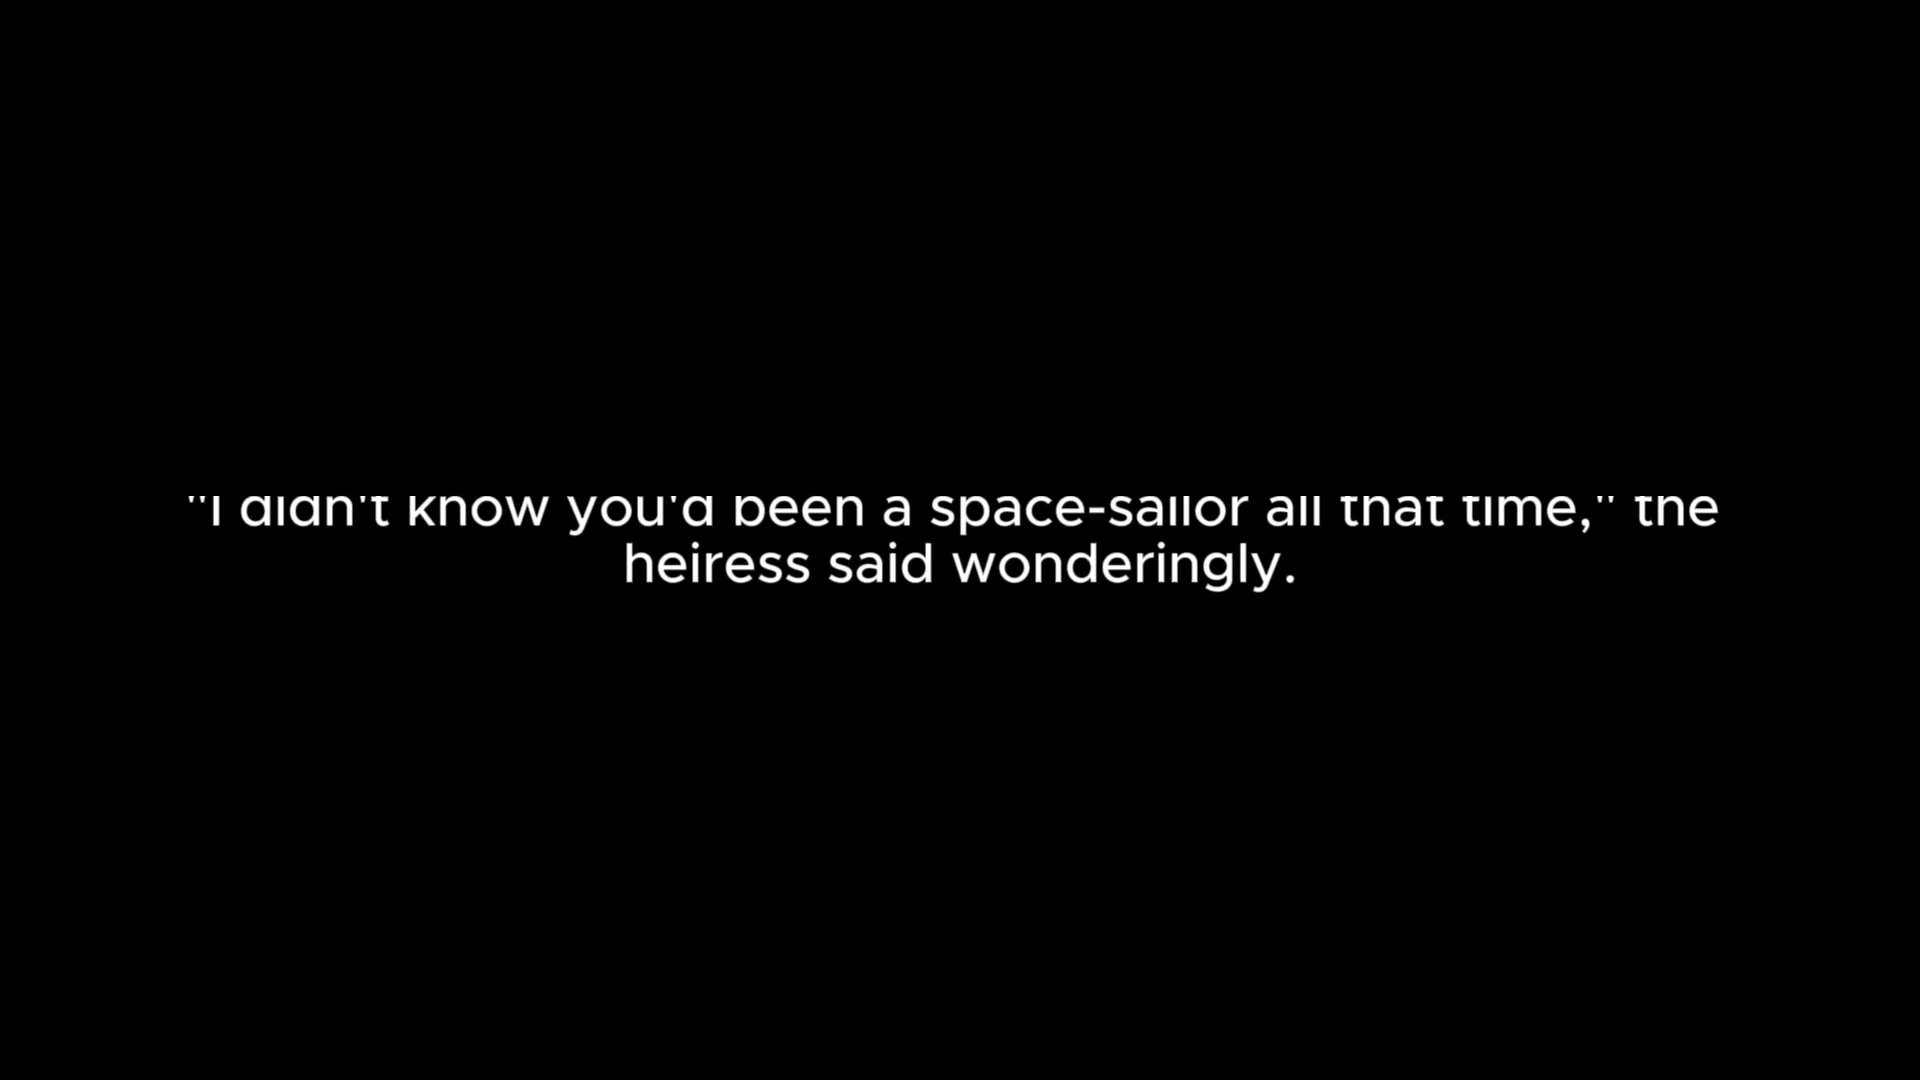 "I didn't know you'd been a space-sailor all that time," the
heiress said wonderingly.